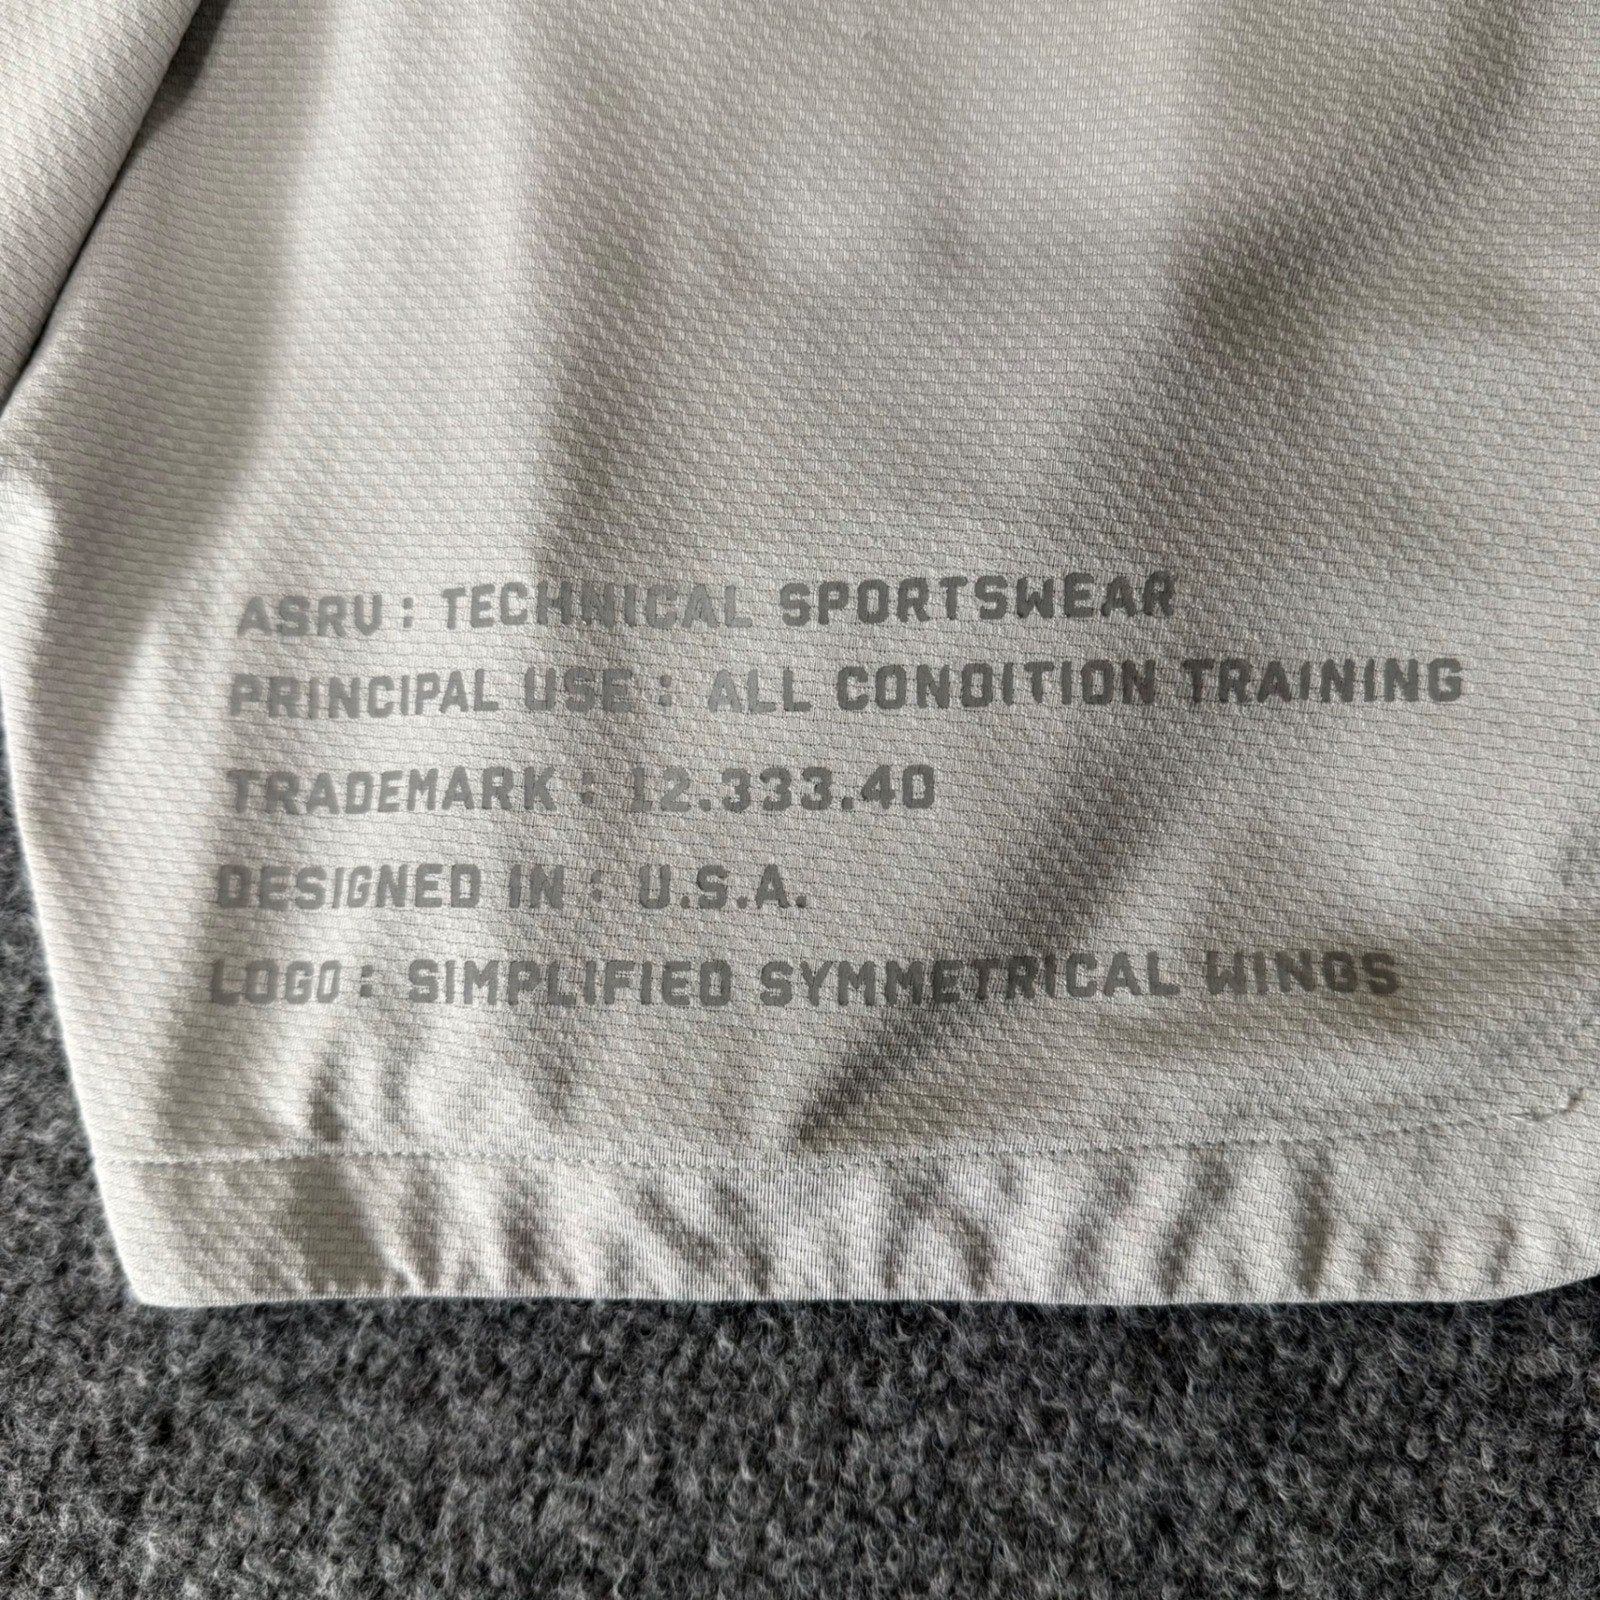 ASRV : TECHNICAL SPORTSWEAR
PRINCIPAL USE : ALL CONDITION TRAINING
TRADEMARK : 12.333.40
DESIGNED IN : U.S.A.
LOGO : SIMPLIFIED SYMMETRICAL WINGS